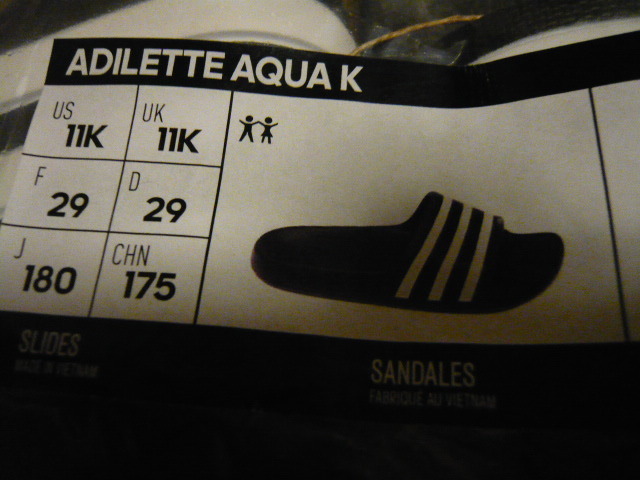 ADILETTE AQUA K
US 11K UK 11K
F 29 D 29
J 180 CHN 175
SLIDES
MADE IN VIETNAM
SANDALES
FABRIQUÉ AU VIETNAM